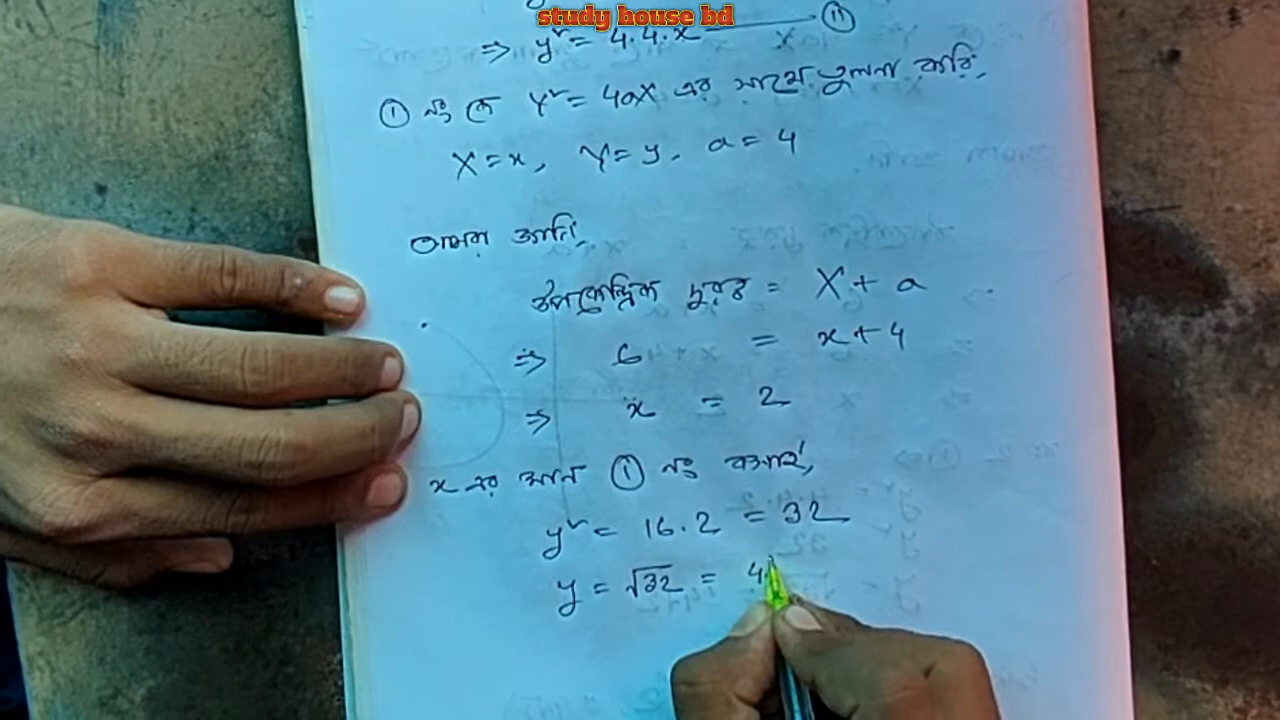 study house bd
⇒ y² = 4.4.x ——— (ii)
(i) নং কে Y² = 4aX এর সাথে তুলনা করি,
X = x, Y = y, a = 4
আমরা জানি,
উপকেন্দ্রিক দূরত্ব = X + a
⇒ 6 = x + 4
⇒ x = 2
x এর মান (i) নং বসাই,
y² = 16.2 = 32
y = √32 = 4